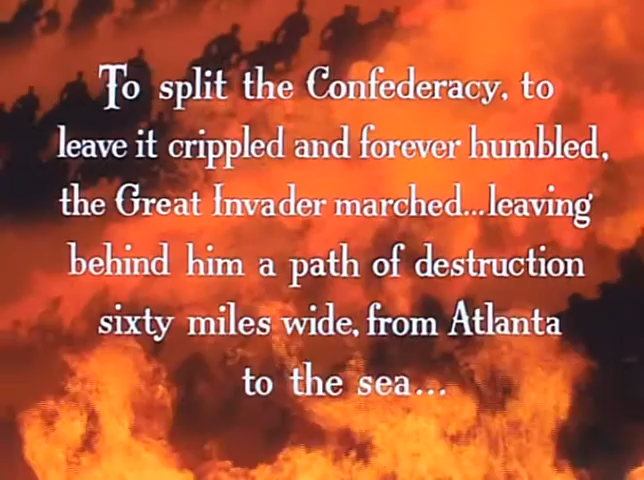 To split the Confederacy, to
leave it crippled and forever humbled,
the Great Invader marched...leaving
behind him a path of destruction
sixty miles wide, from Atlanta
to the sea...